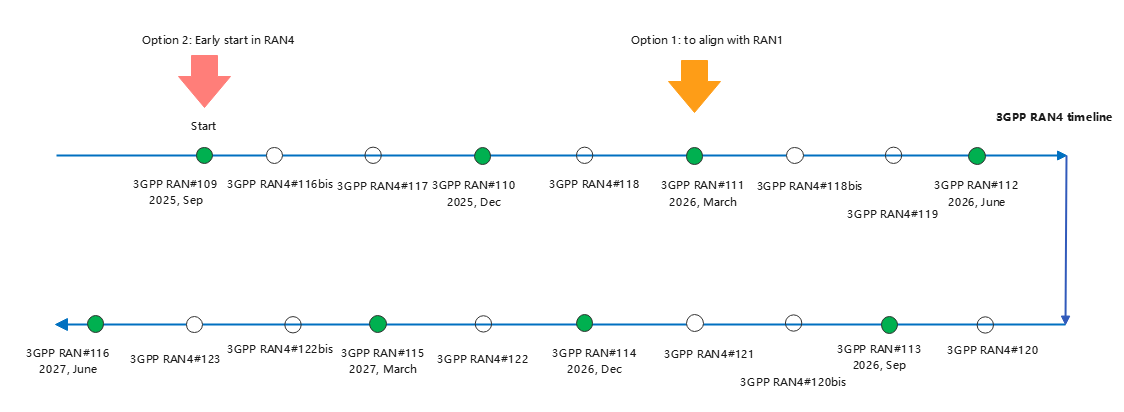 Option 2: Early start in RAN4
Option 1: to align with RAN1
3GPP RAN4 timeline
Start
3GPP RAN#109
2025, Sep
3GPP RAN4#116bis
3GPP RAN4#117
3GPP RAN#110
2025, Dec
3GPP RAN4#118
3GPP RAN#111
2026, March
3GPP RAN4#118bis
3GPP RAN4#119
3GPP RAN#112
2026, June
3GPP RAN#116
2027, June
3GPP RAN4#123
3GPP RAN4#122bis
3GPP RAN#115
2027, March
3GPP RAN4#122
3GPP RAN#114
2026, Dec
3GPP RAN4#121
3GPP RAN4#120bis
3GPP RAN#113
2026, Sep
3GPP RAN4#120